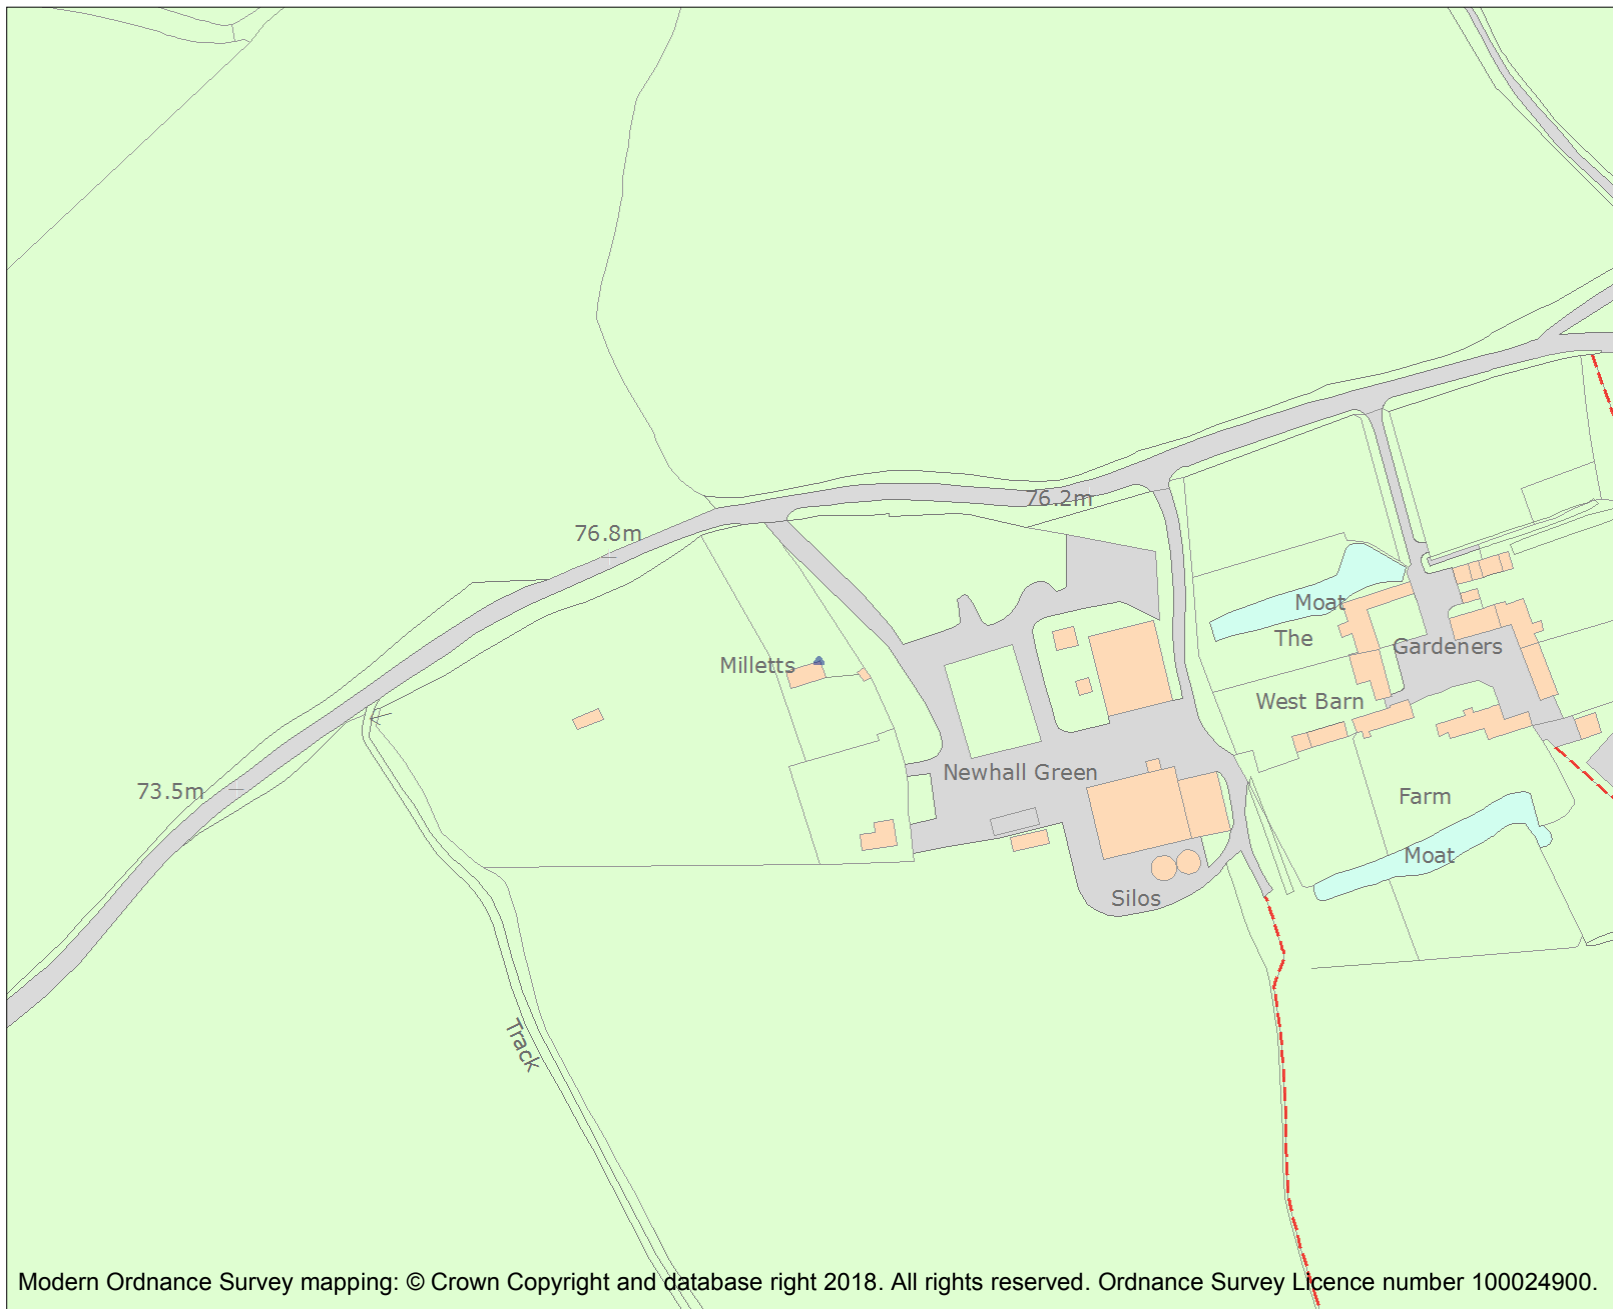 76.2m
76.8m
Moat
The
Gardeners
Milletts
West Barn
Newhall Green
73.5m
Farm
Moat
Silos
Track
Modern Ordnance Survey mapping: © Crown Copyright and database right 2018. All rights reserved. Ordnance Survey Licence number 100024900.